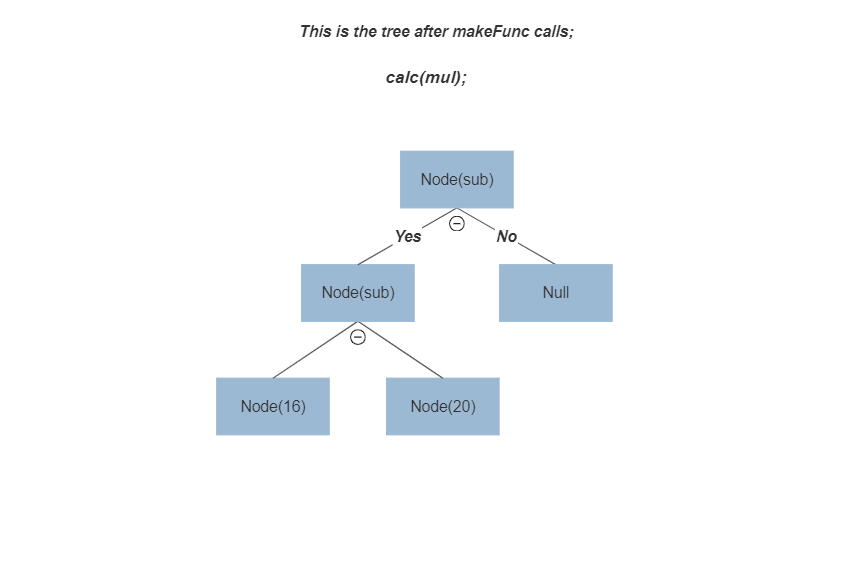 This is the tree after makeFunc calls;
calc(mul);
Node(sub)
Yes
No
Node(sub)
Null
Node(16)
Node(20)